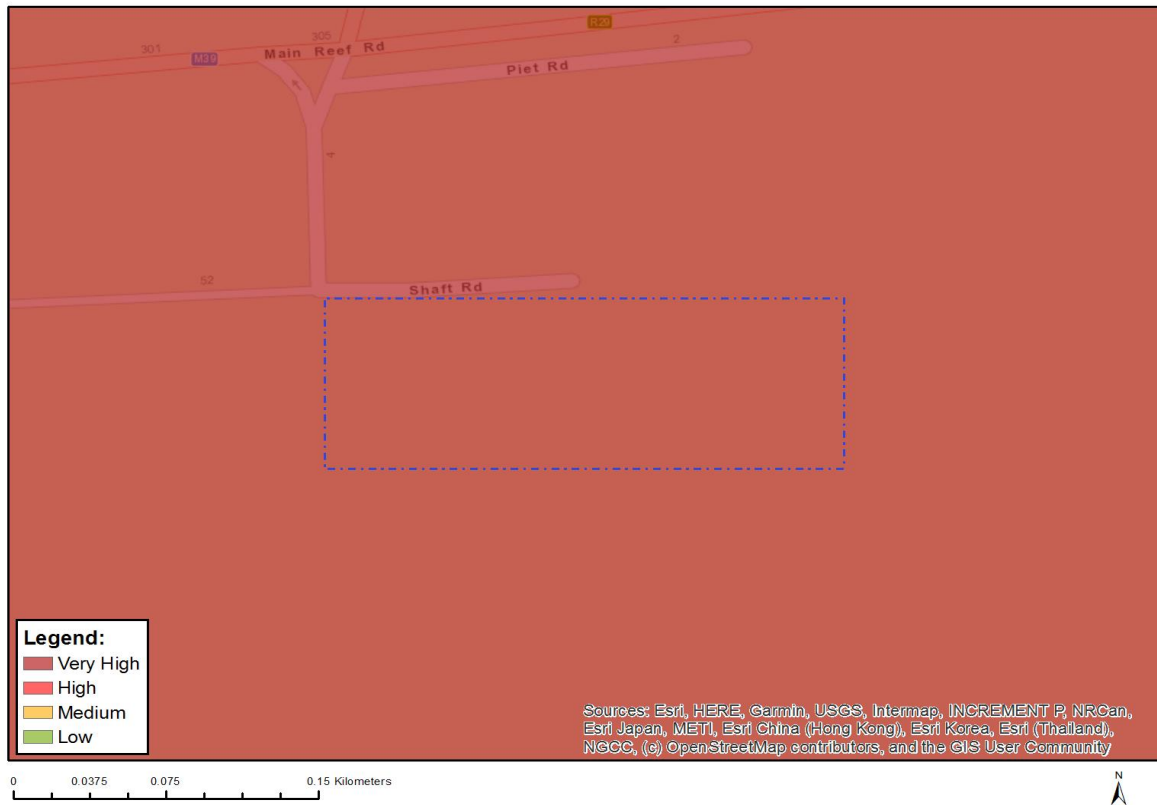 R29
305
301
Main Reef Rd
M39
2
Piet Rd
4
52
Shaft Rd
Legend:
Very High
High
Medium
Low
Sources: Esri, HERE, Garmin, USGS, Intermap, INCREMENT P, NRCan,
Esri Japan, METI, Esri China (Hong Kong), Esri Korea, Esri (Thailand),
NGCC, (c) OpenStreetMap contributors, and the GIS User Community
0 0.0375 0.075 0.15 Kilometers
N